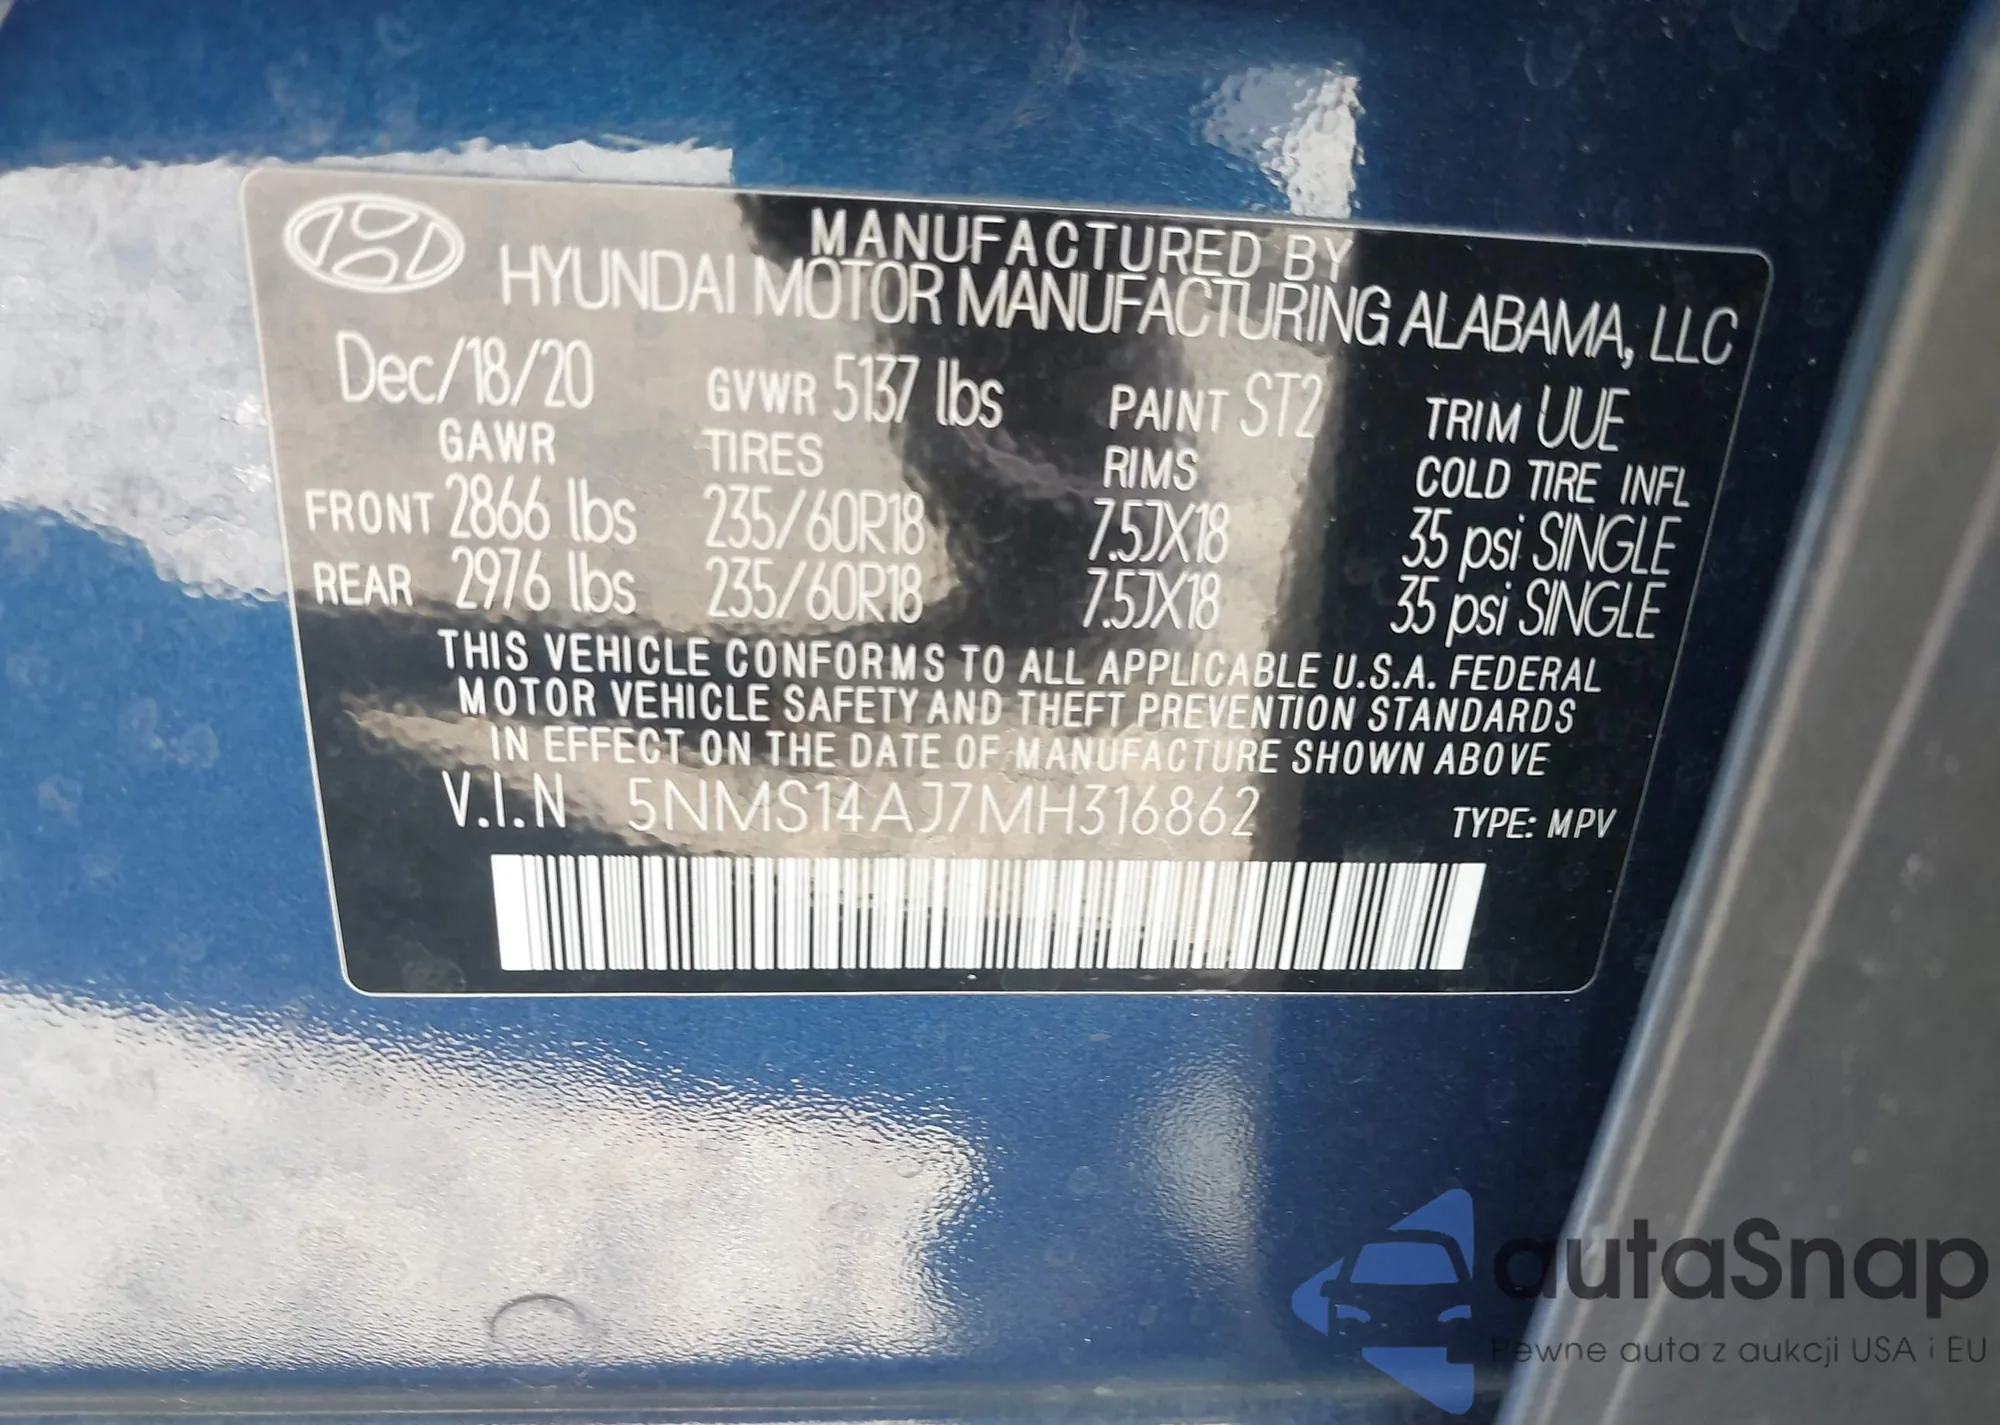 MANUFACTURED BY
HYUNDAI MOTOR MANUFACTURING ALABAMA, LLC
Dec/18/20 GVWR 5137 lbs PAINT ST2 TRIM UUE
GAWR TIRES RIMS COLD TIRE INFL
FRONT 2866 lbs 235/60R18 7.5JX18 35 psi SINGLE
REAR 2976 lbs 235/60R18 7.5JX18 35 psi SINGLE
THIS VEHICLE CONFORMS TO ALL APPLICABLE U.S.A. FEDERAL
MOTOR VEHICLE SAFETY AND THEFT PREVENTION STANDARDS
IN EFFECT ON THE DATE OF MANUFACTURE SHOWN ABOVE
V.I.N 5NMS14AJ7MH316862 TYPE: MPV
autaSnap
Pewne auta z aukcji USA i EU